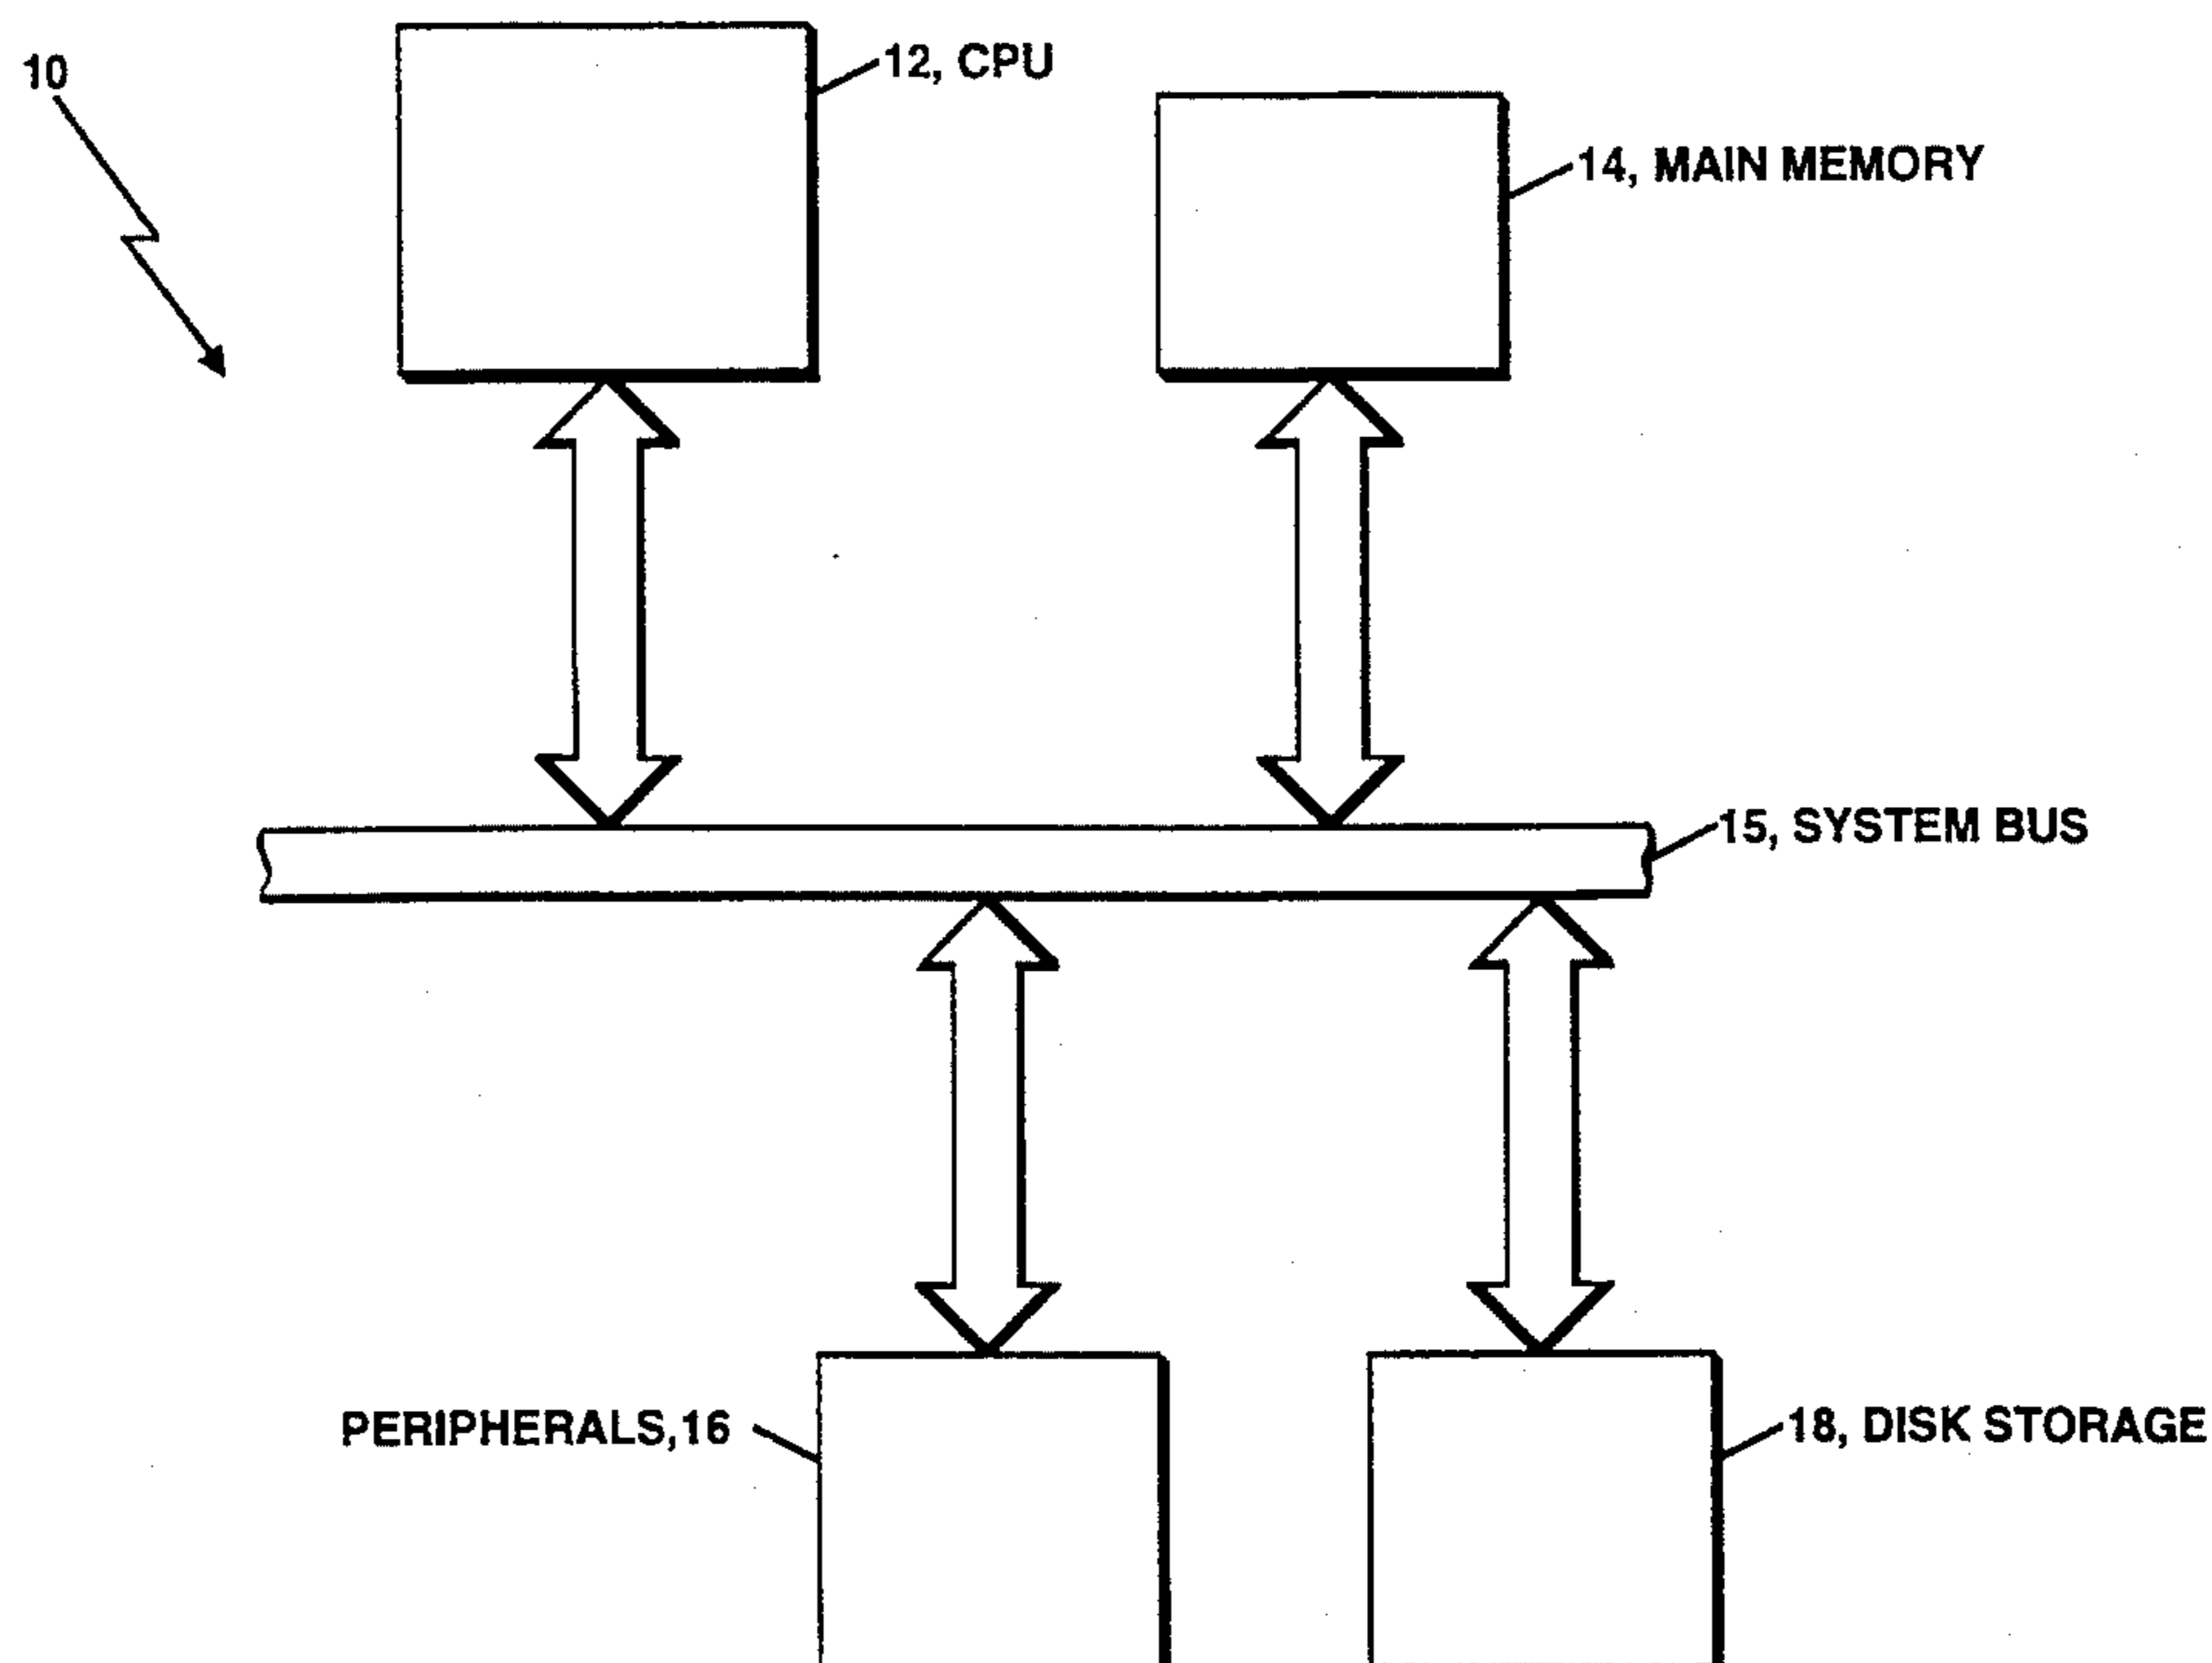 10
12, CPU
14, MAIN MEMORY
15, SYSTEM BUS
PERIPHERALS,16
18, DISK STORAGE